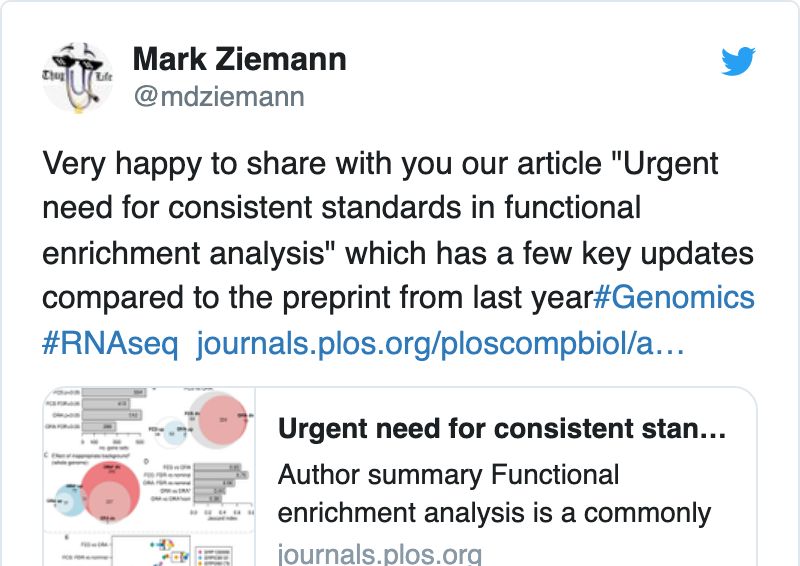 Mark Ziemann
@mdziemann
Thug Life
Very happy to share with you our article "Urgent
need for consistent standards in functional
enrichment analysis" which has a few key updates
compared to the preprint from last year#Genomics
#RNAseq journals.plos.org/ploscompbiol/a…
Urgent need for consistent stan…
Author summary Functional
enrichment analysis is a commonly
journals.plos.org